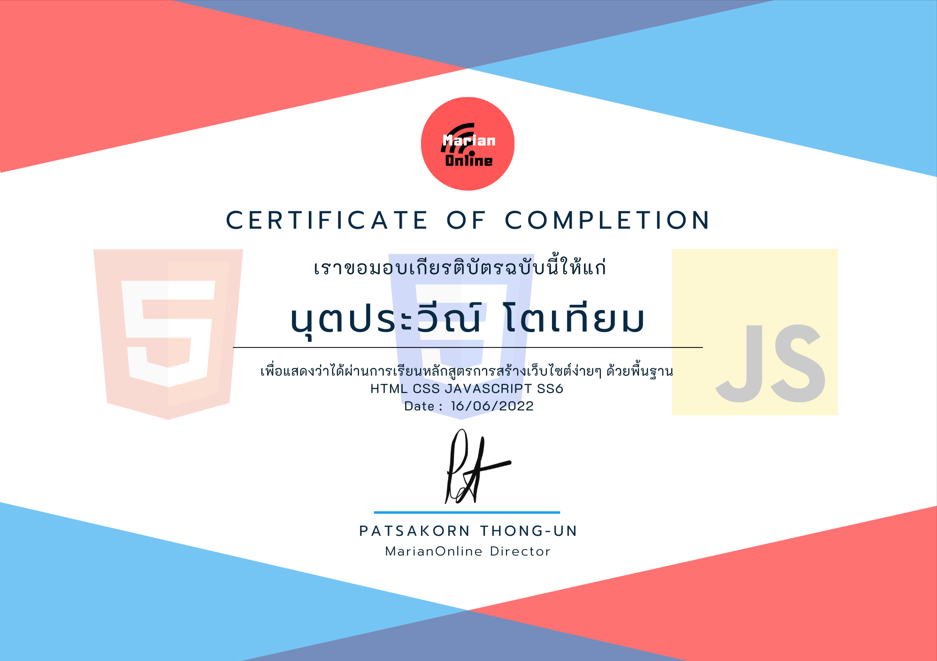 Marian
Online
CERTIFICATE OF COMPLETION
เราขอมอบเกียรติบัตรฉบับนี้ให้แก่
นุตประวีณ์ โตเทียม
เพื่อแสดงว่าได้ผ่านการเรียนหลักสูตรการสร้างเว็บไซต์ง่ายๆ ด้วยพื้นฐาน
HTML CSS JAVASCRIPT SS6
Date : 16/06/2022
JS
PATSAKORN THONG-UN
MarianOnline Director